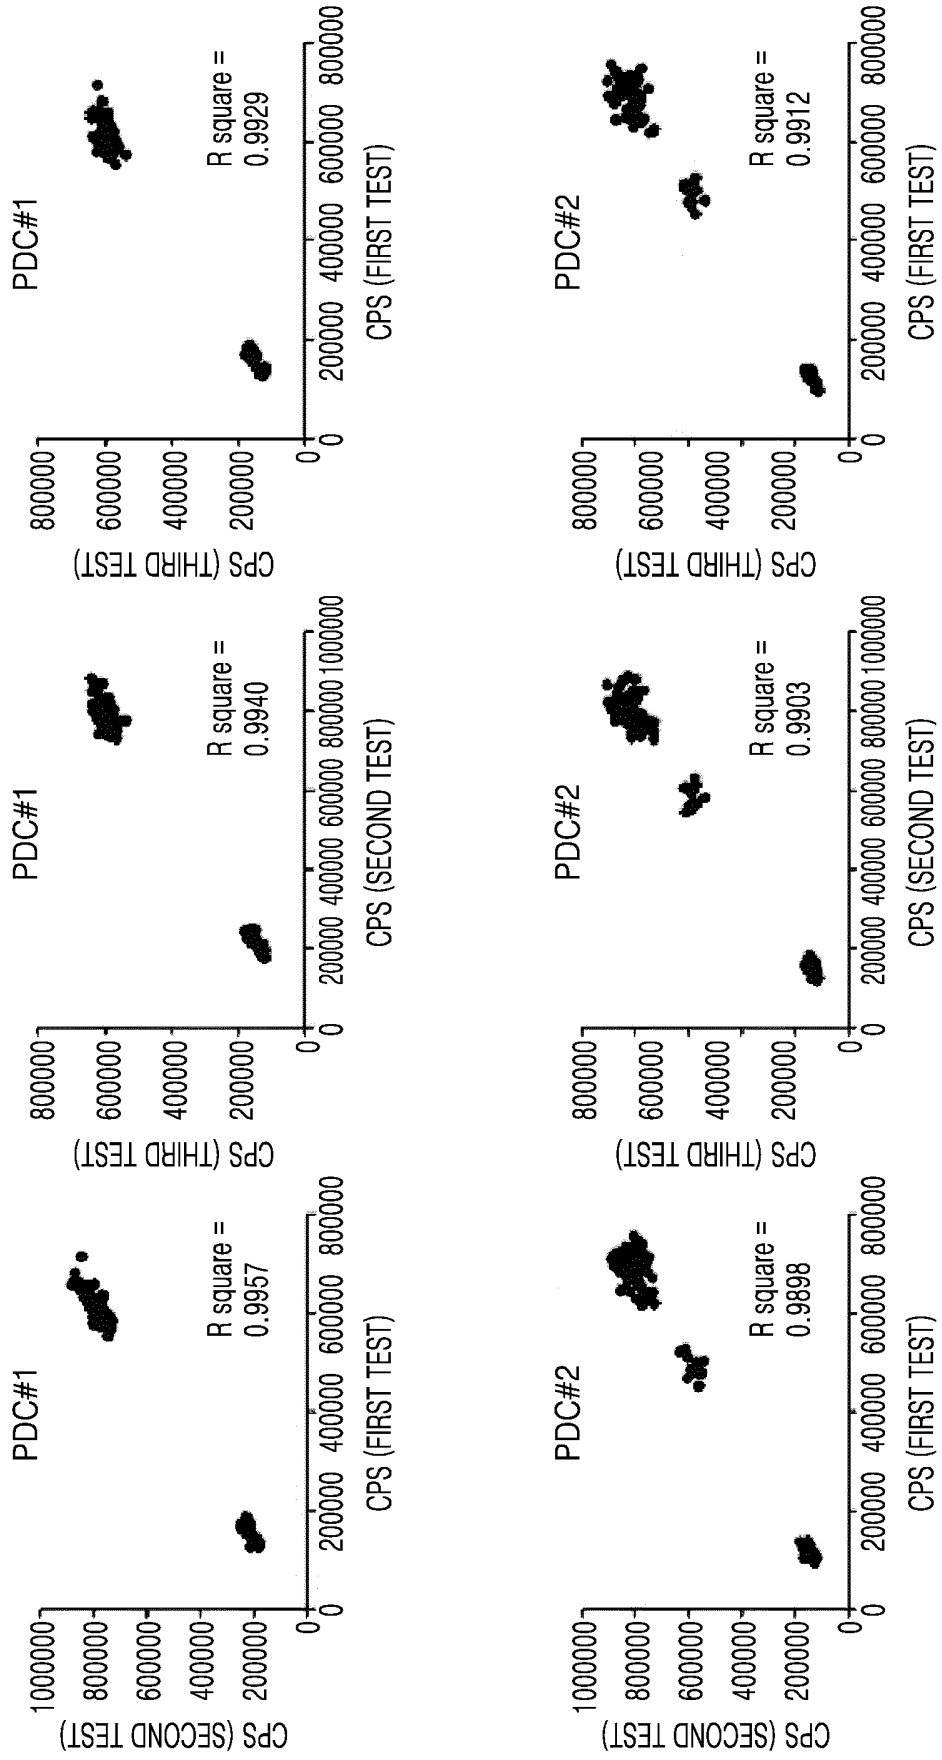 PDC#1
CPS (SECOND TEST)
1000000
800000
600000
400000
200000
0
R square =
0.9957
0 200000 400000 600000 800000
CPS (FIRST TEST)
PDC#1
CPS (THIRD TEST)
800000
600000
400000
200000
0
R square =
0.9940
0 200000 400000 600000 800000 1000000
CPS (SECOND TEST)
PDC#1
CPS (THIRD TEST)
800000
600000
400000
200000
0
R square =
0.9929
0 200000 400000 600000 800000
CPS (FIRST TEST)
PDC#2
CPS (SECOND TEST)
1000000
800000
600000
400000
200000
0
R square =
0.9898
0 200000 400000 600000 800000
CPS (FIRST TEST)
PDC#2
CPS (THIRD TEST)
800000
600000
400000
200000
0
R square =
0.9903
0 200000 400000 600000 800000 1000000
CPS (SECOND TEST)
PDC#2
CPS (THIRD TEST)
800000
600000
400000
200000
0
R square =
0.9912
0 200000 400000 600000 800000
CPS (FIRST TEST)